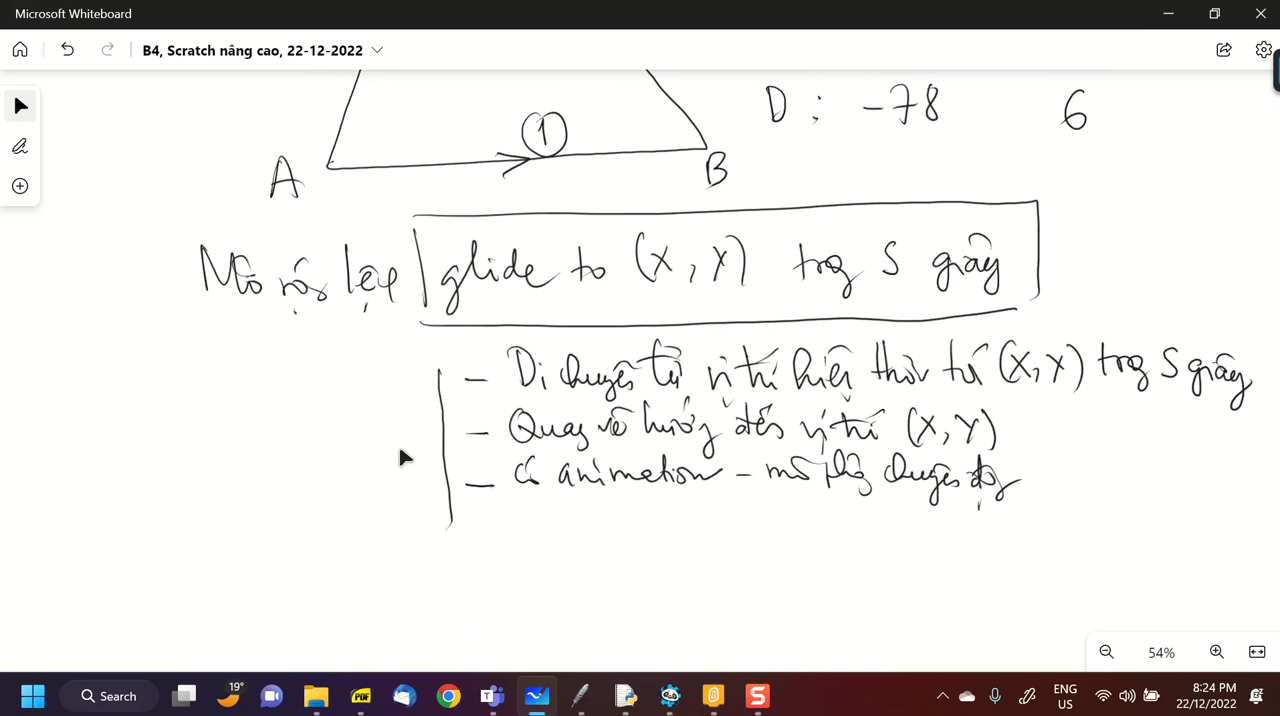 Microsoft Whiteboard
B4, Scratch nâng cao, 22-12-2022
D : -78 6
1
A
B
Mở rộng lệnh glide to (X, Y) trong S giây
- Di chuyển từ vị trí hiện thời tới (X, Y) trong S giây
- Quay về hướng đến vị trí (X, Y)
- Có animation - mô phỏng chuyển động
54%
19°
Search
ENG
US
8:24 PM
22/12/2022